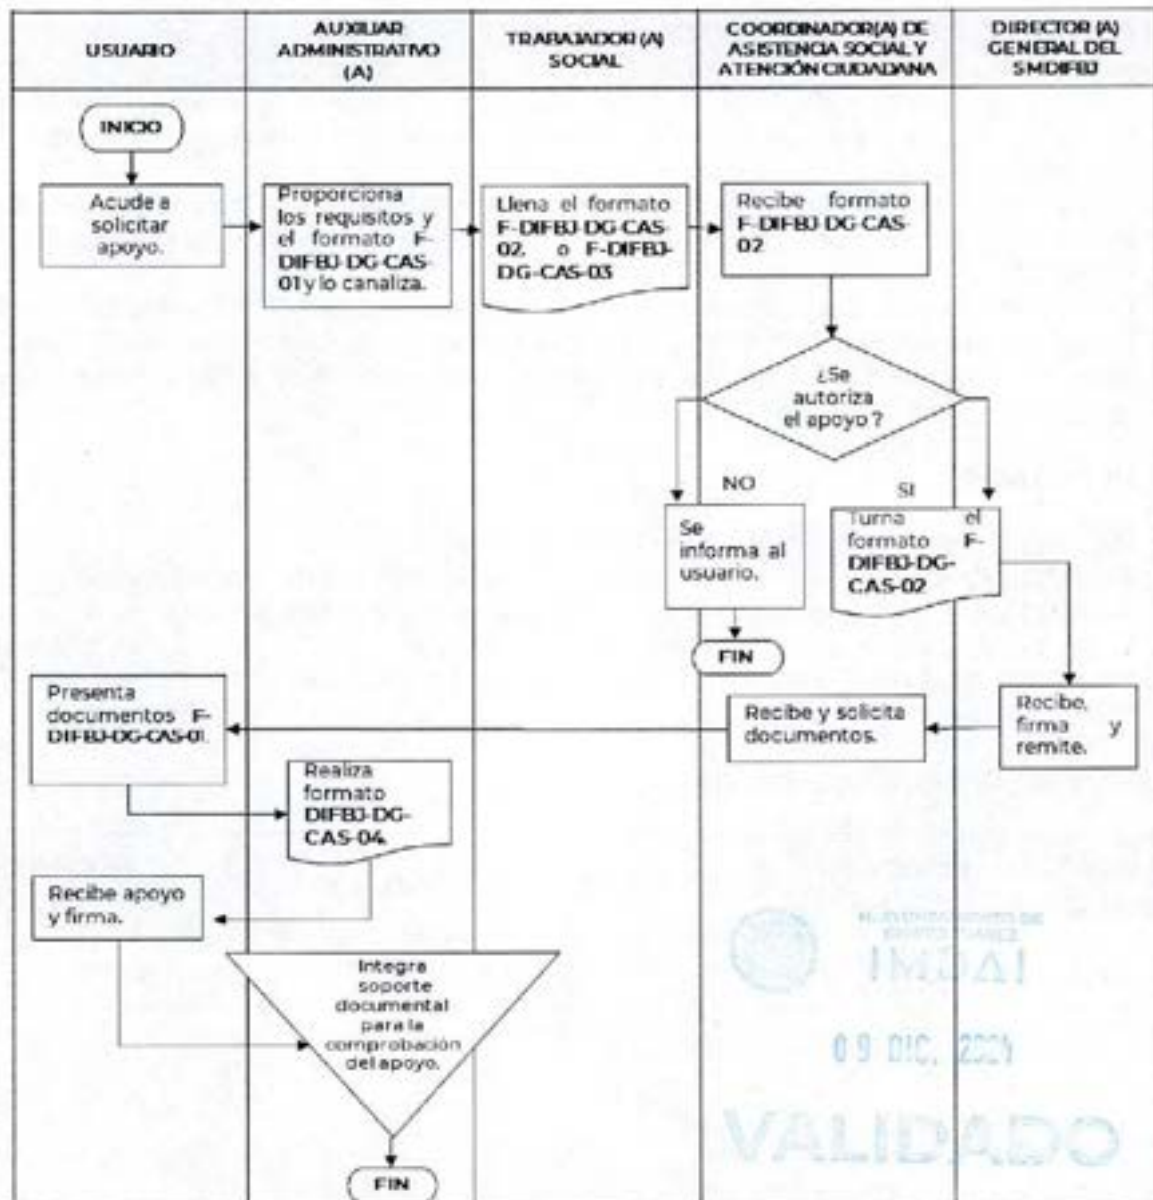 USUARIO
AUXILIAR
ADMINISTRATIVO
(A)
TRABAJADOR (A)
SOCIAL
COORDINADOR(A) DE
ASISTENCIA SOCIAL Y
ATENCIÓN CIUDADANA
DIRECTOR (A)
GENERAL DEL
SMDIFBJ
INICIO
Acude a
solicitar
apoyo.
Proporciona
los requisitos y
el formato F-
DIFBJ-DG-CAS-
01 y lo canaliza.
Llena el formato
F-DIFBJ-DG-CAS-
02. o F-DIFBJ-
DG-CAS-03
Recibe formato
F-DIFBJ-DG-CAS-
02
¿Se
autoriza
el apoyo?
NO
SI
Se
informa al
usuario.
Turna el
formato F-
DIFBJ-DG-
CAS-02
FIN
Presenta
documentos F-
DIFBJ-DG-CAS-01.
Recibe y solicita
documentos.
Recibe,
firma y
remite.
Realiza
formato
DIFBJ-DG-
CAS-04.
Recibe apoyo
y firma.
Integra
soporte
documental
para la
comprobación
del apoyo.
FIN
IMDAI
09 DIC. 2024
VALIDADO